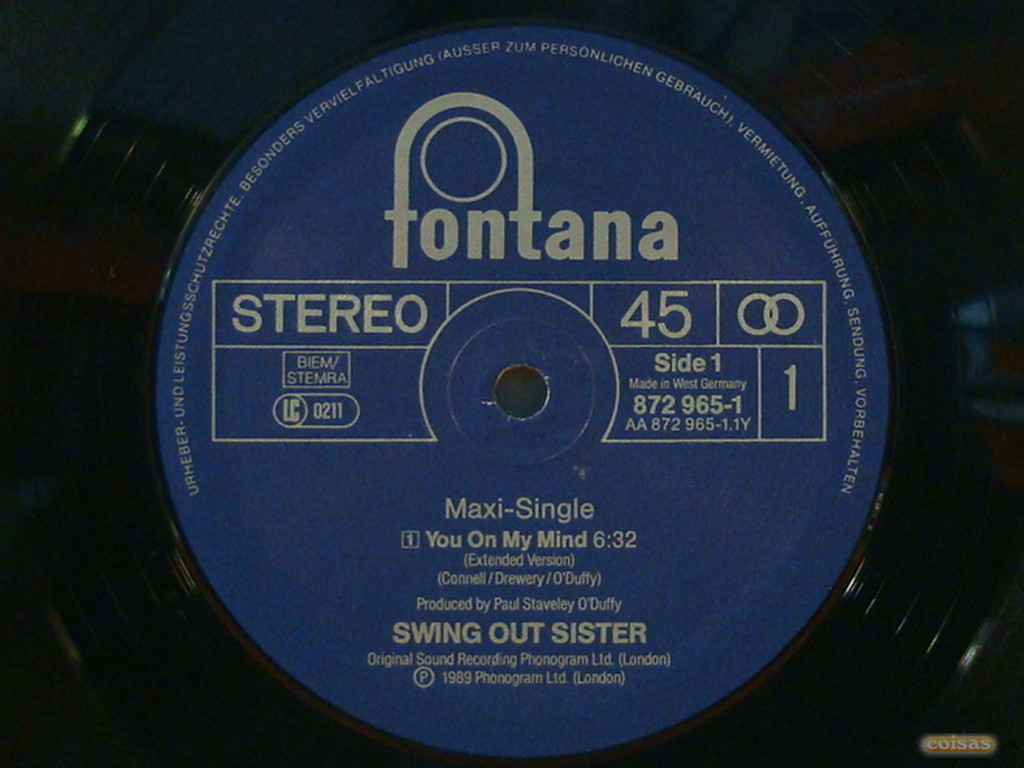 URHEBER- UND LEISTUNGSSCHUTZRECHTE, BESONDERS VERVIELFÄLTIGUNG (AUSSER ZUM PERSÖNLICHEN GEBRAUCH), VERMIETUNG, AUFFÜHRUNG, SENDUNG, VORBEHALTEN.
fontana
STEREO
45
BIEM/
STEMRA
LC 0211
Side 1
Made in West Germany
872 965-1
AA 872 965-1.1Y
1
Maxi-Single
1 You On My Mind 6:32
(Extended Version)
(Connell/Drewery/O'Duffy)
Produced by Paul Staveley O'Duffy
SWING OUT SISTER
Original Sound Recording Phonogram Ltd. (London)
Ⓟ 1989 Phonogram Ltd. (London)
coisas